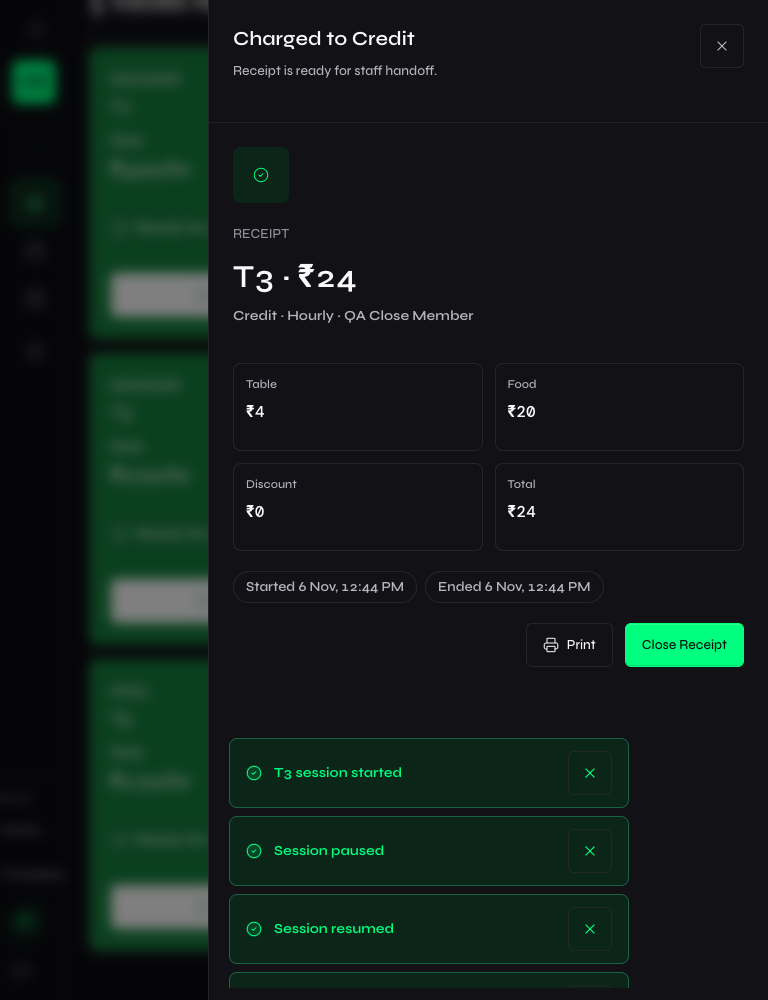 Charged to Credit
Receipt is ready for staff handoff.
RECEIPT
T3 · ₹24
Credit · Hourly · QA Close Member
Table
₹4
Food
₹20
Discount
₹0
Total
₹24
Started 6 Nov, 12:44 PM
Ended 6 Nov, 12:44 PM
Print
Close Receipt
T3 session started
Session paused
Session resumed